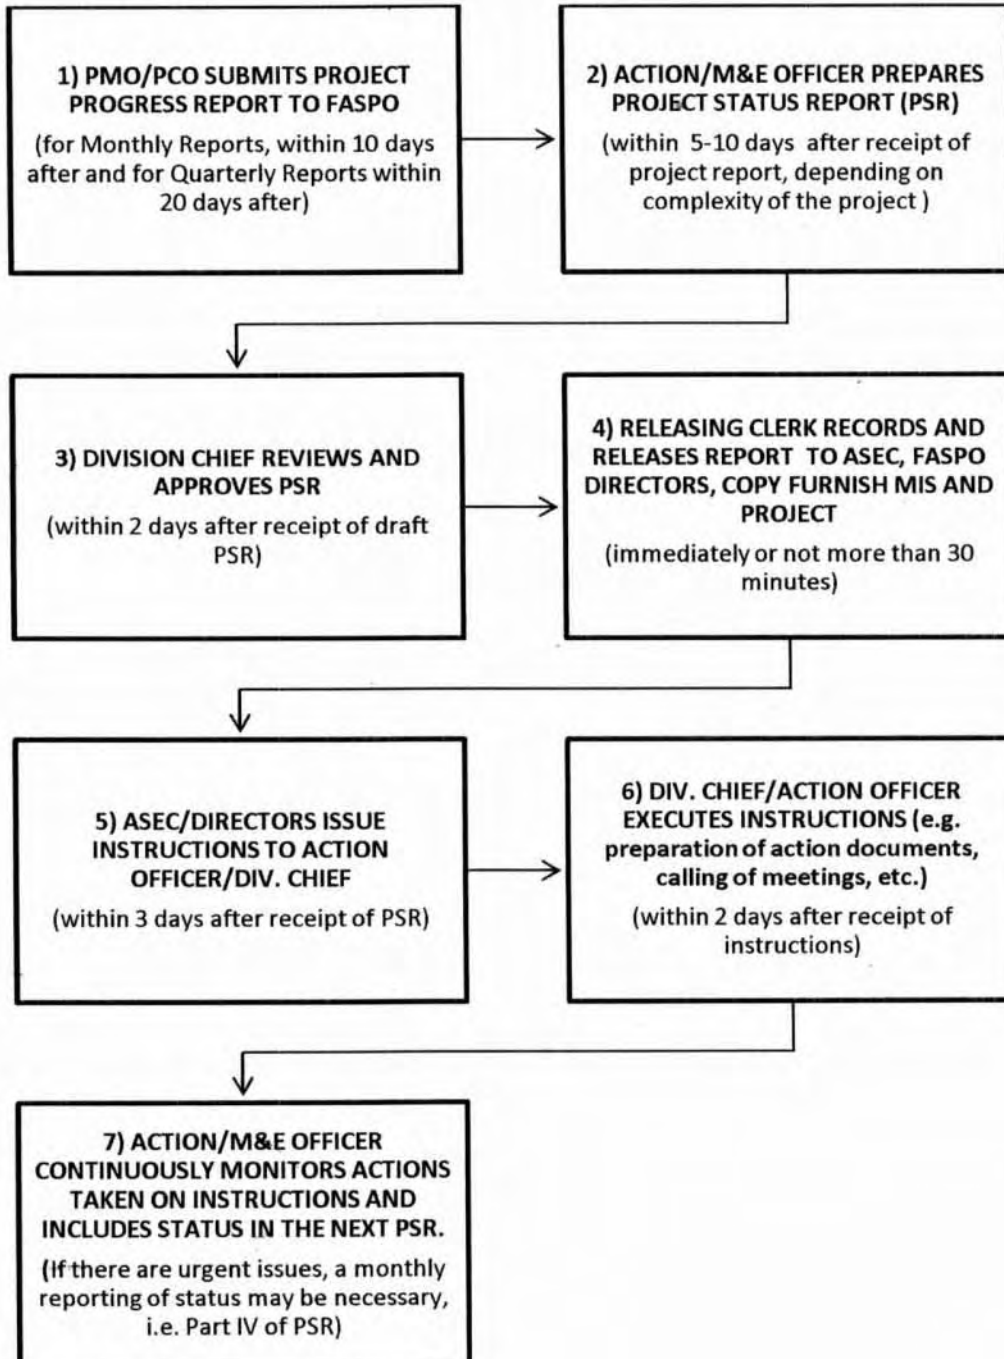 1) PMO/PCO SUBMITS PROJECT
PROGRESS REPORT TO FASPO
(for Monthly Reports, within 10 days
after and for Quarterly Reports within
20 days after)
2) ACTION/M&E OFFICER PREPARES
PROJECT STATUS REPORT (PSR)
(within 5-10 days after receipt of
project report, depending on
complexity of the project )
3) DIVISION CHIEF REVIEWS AND
APPROVES PSR
(within 2 days after receipt of draft
PSR)
4) RELEASING CLERK RECORDS AND
RELEASES REPORT TO ASEC, FASPO
DIRECTORS, COPY FURNISH MIS AND
PROJECT
(immediately or not more than 30
minutes)
5) ASEC/DIRECTORS ISSUE
INSTRUCTIONS TO ACTION
OFFICER/DIV. CHIEF
(within 3 days after receipt of PSR)
6) DIV. CHIEF/ACTION OFFICER
EXECUTES INSTRUCTIONS (e.g.
preparation of action documents,
calling of meetings, etc.)
(within 2 days after receipt of
instructions)
7) ACTION/M&E OFFICER
CONTINUOUSLY MONITORS ACTIONS
TAKEN ON INSTRUCTIONS AND
INCLUDES STATUS IN THE NEXT PSR.
(If there are urgent issues, a monthly
reporting of status may be necessary,
i.e. Part IV of PSR)